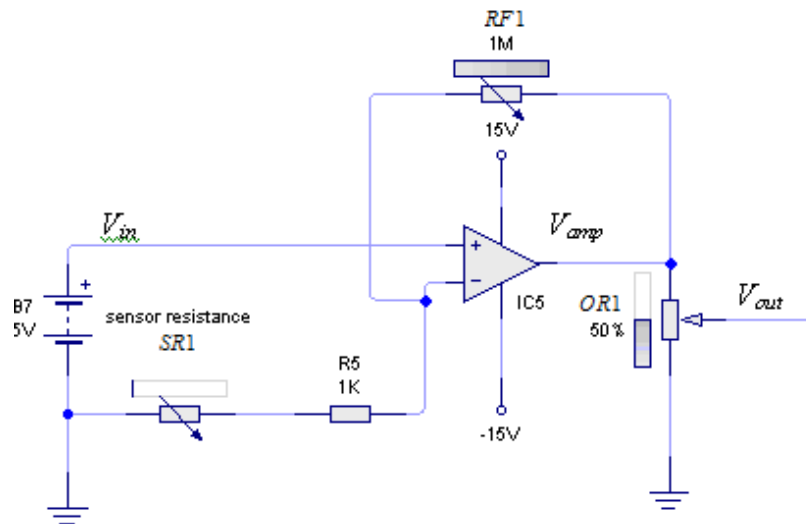 RF1
1M
15V
Vin
Vamp
+
−
+
B7
5V
sensor resistance
SR1
R5
1K
IC5
OR1
50%
Vout
-15V